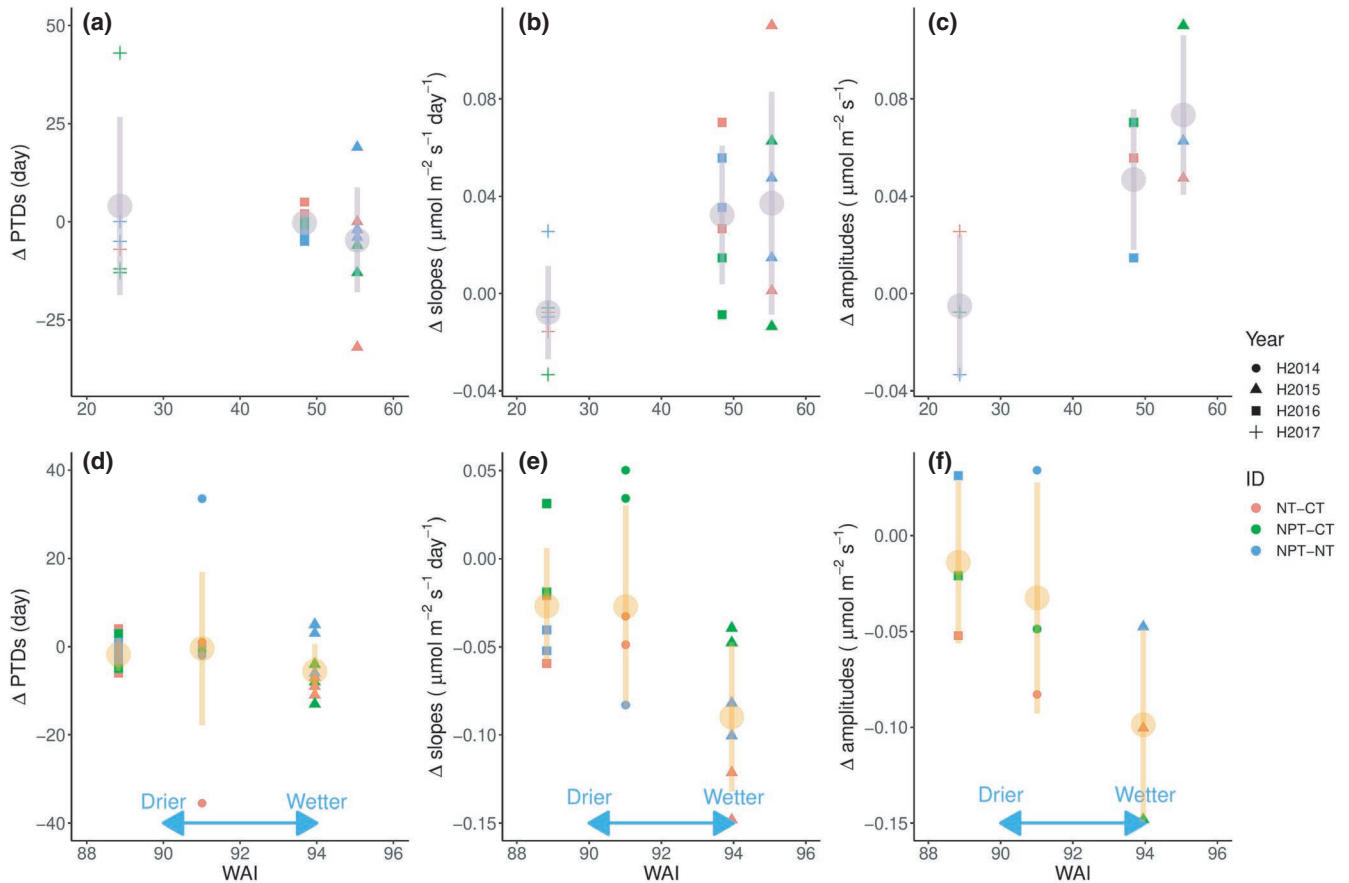 (a)
Δ PTDs (day)
50
25
0
−25
20
30
40
50
60
(b)
Δ slopes ( μmol m⁻² s⁻¹ day⁻¹)
0.08
0.04
0.00
−0.04
20
30
40
50
60
(c)
Δ amplitudes ( μmol m⁻² s⁻¹)
0.08
0.04
0.00
−0.04
20
30
40
50
60
Year
H2014
H2015
H2016
H2017
ID
NT−CT
NPT−CT
NPT−NT
(d)
Δ PTDs (day)
40
20
0
−20
−40
Drier
Wetter
88
90
92
94
96
WAI
(e)
Δ slopes ( μmol m⁻² s⁻¹ day⁻¹)
0.05
0.00
−0.05
−0.10
−0.15
Drier
Wetter
88
90
92
94
96
WAI
(f)
Δ amplitudes ( μmol m⁻² s⁻¹)
0.00
−0.05
−0.10
−0.15
Drier
Wetter
88
90
92
94
96
WAI